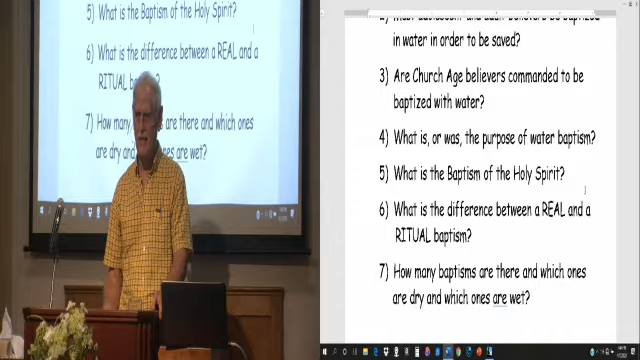 5) What is the Baptism of the Holy Spirit?
6) What is the difference between a REAL and a
RITUAL
7) How many are there and which ones
are dry and are wet?
in water in order to be saved?
3) Are Church Age believers commanded to be
baptized with water?
4) What is, or was, the purpose of water baptism?
5) What is the Baptism of the Holy Spirit?
6) What is the difference between a REAL and a
RITUAL baptism?
7) How many baptisms are there and which ones
are dry and which ones are wet?